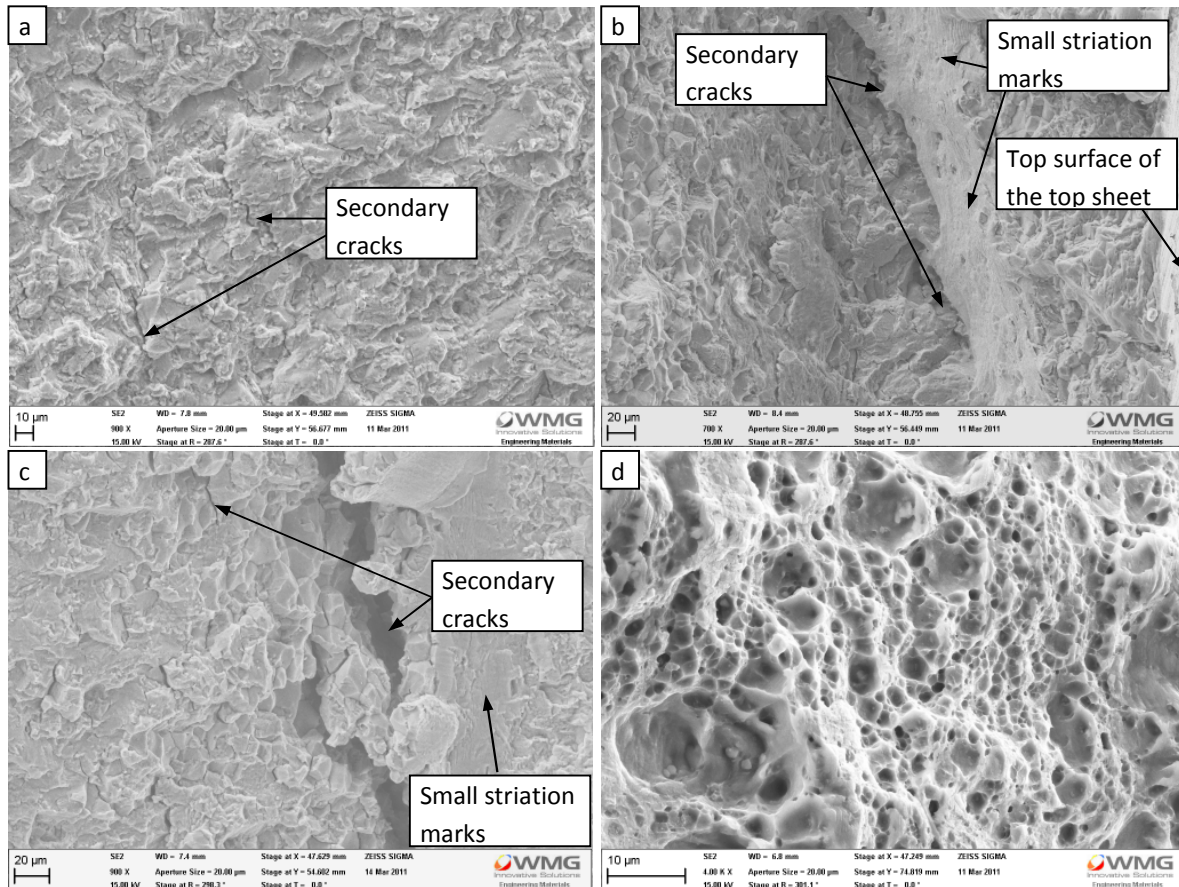 a
Secondary
cracks
10 µm
SE2
900 X
15.00 kV
WD = 7.8 mm
Aperture Size = 20.00 µm
Stage at R = 287.6 °
Stage at X = 49.582 mm
Stage at Y = 56.677 mm
Stage at T = 0.0 °
ZEISS SIGMA
11 Mar 2011
WMG
Innovative Solutions
Engineering Materials
b
Secondary
cracks
Small striation
marks
Top surface of
the top sheet
20 µm
SE2
700 X
15.00 kV
WD = 8.4 mm
Aperture Size = 20.00 µm
Stage at R = 287.6 °
Stage at X = 48.755 mm
Stage at Y = 56.449 mm
Stage at T = 0.0 °
ZEISS SIGMA
11 Mar 2011
WMG
Innovative Solutions
Engineering Materials
c
Secondary
cracks
Small striation
marks
20 µm
SE2
900 X
15.00 kV
WD = 7.4 mm
Aperture Size = 20.00 µm
Stage at R = 298.3 °
Stage at X = 47.629 mm
Stage at Y = 54.602 mm
Stage at T = 0.0 °
ZEISS SIGMA
14 Mar 2011
WMG
Innovative Solutions
Engineering Materials
d
10 µm
SE2
4.00 K X
15.00 kV
WD = 6.8 mm
Aperture Size = 20.00 µm
Stage at R = 301.1 °
Stage at X = 47.249 mm
Stage at Y = 74.819 mm
Stage at T = 0.0 °
ZEISS SIGMA
11 Mar 2011
WMG
Innovative Solutions
Engineering Materials